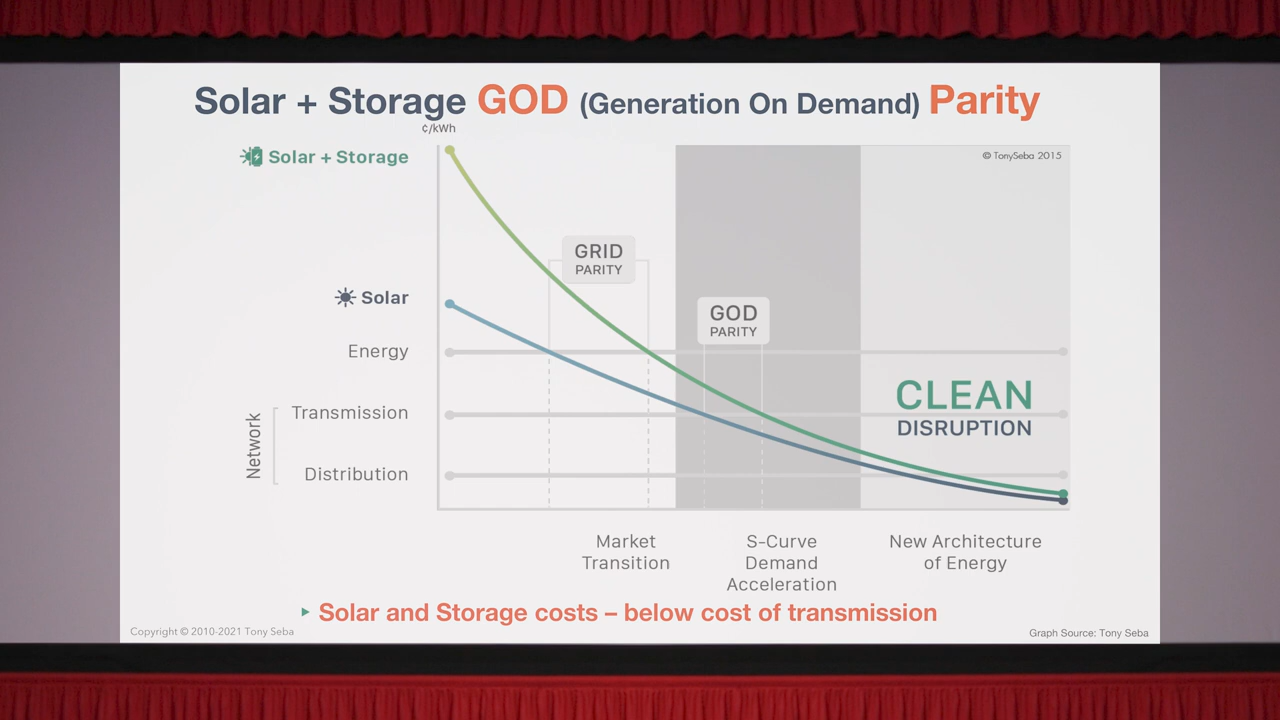 Solar + Storage GOD (Generation On Demand) Parity
¢/kWh
Solar + Storage
© TonySeba 2015
GRID
PARITY
Solar
GOD
PARITY
Energy
CLEAN
DISRUPTION
Transmission
Network
Distribution
Market
Transition
S-Curve
Demand
Acceleration
New Architecture
of Energy
Solar and Storage costs – below cost of transmission
Copyright © 2010-2021 Tony Seba
Graph Source: Tony Seba